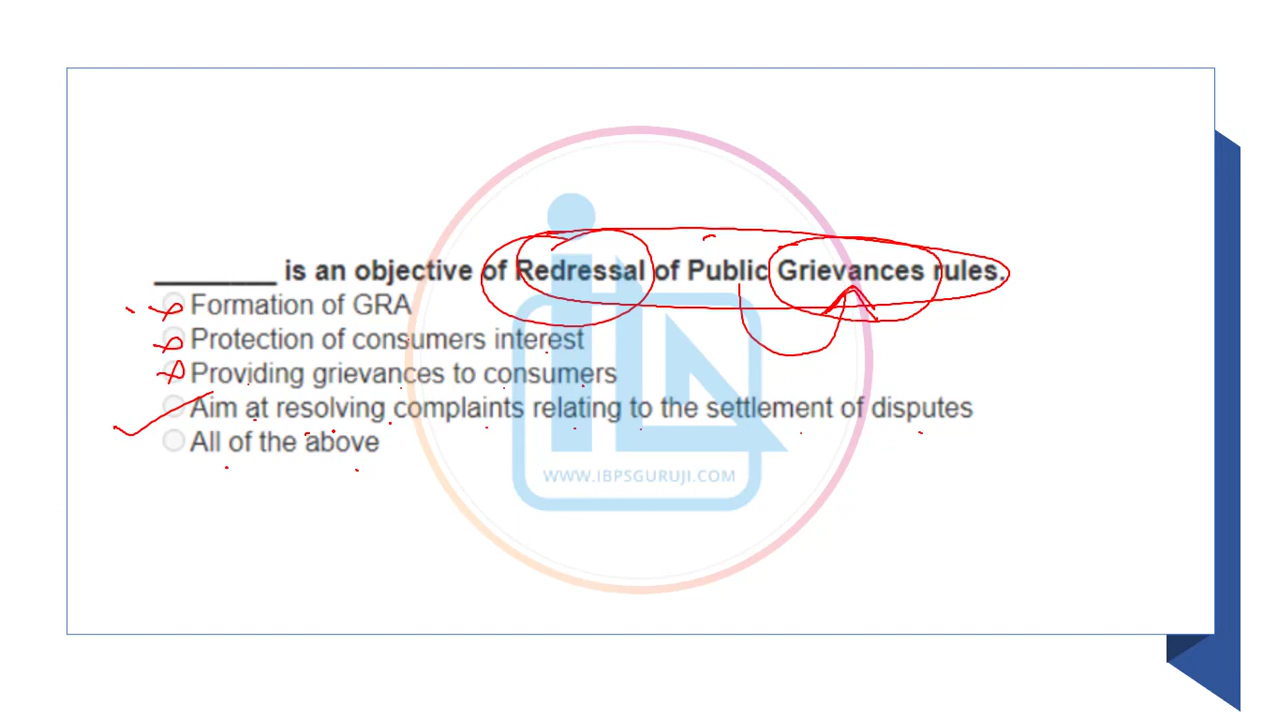 ________ is an objective of Redressal of Public Grievances rules.
Formation of GRA
Protection of consumers interest
Providing grievances to consumers
Aim at resolving complaints relating to the settlement of disputes
All of the above
WWW.IBPSGURUJI.COM